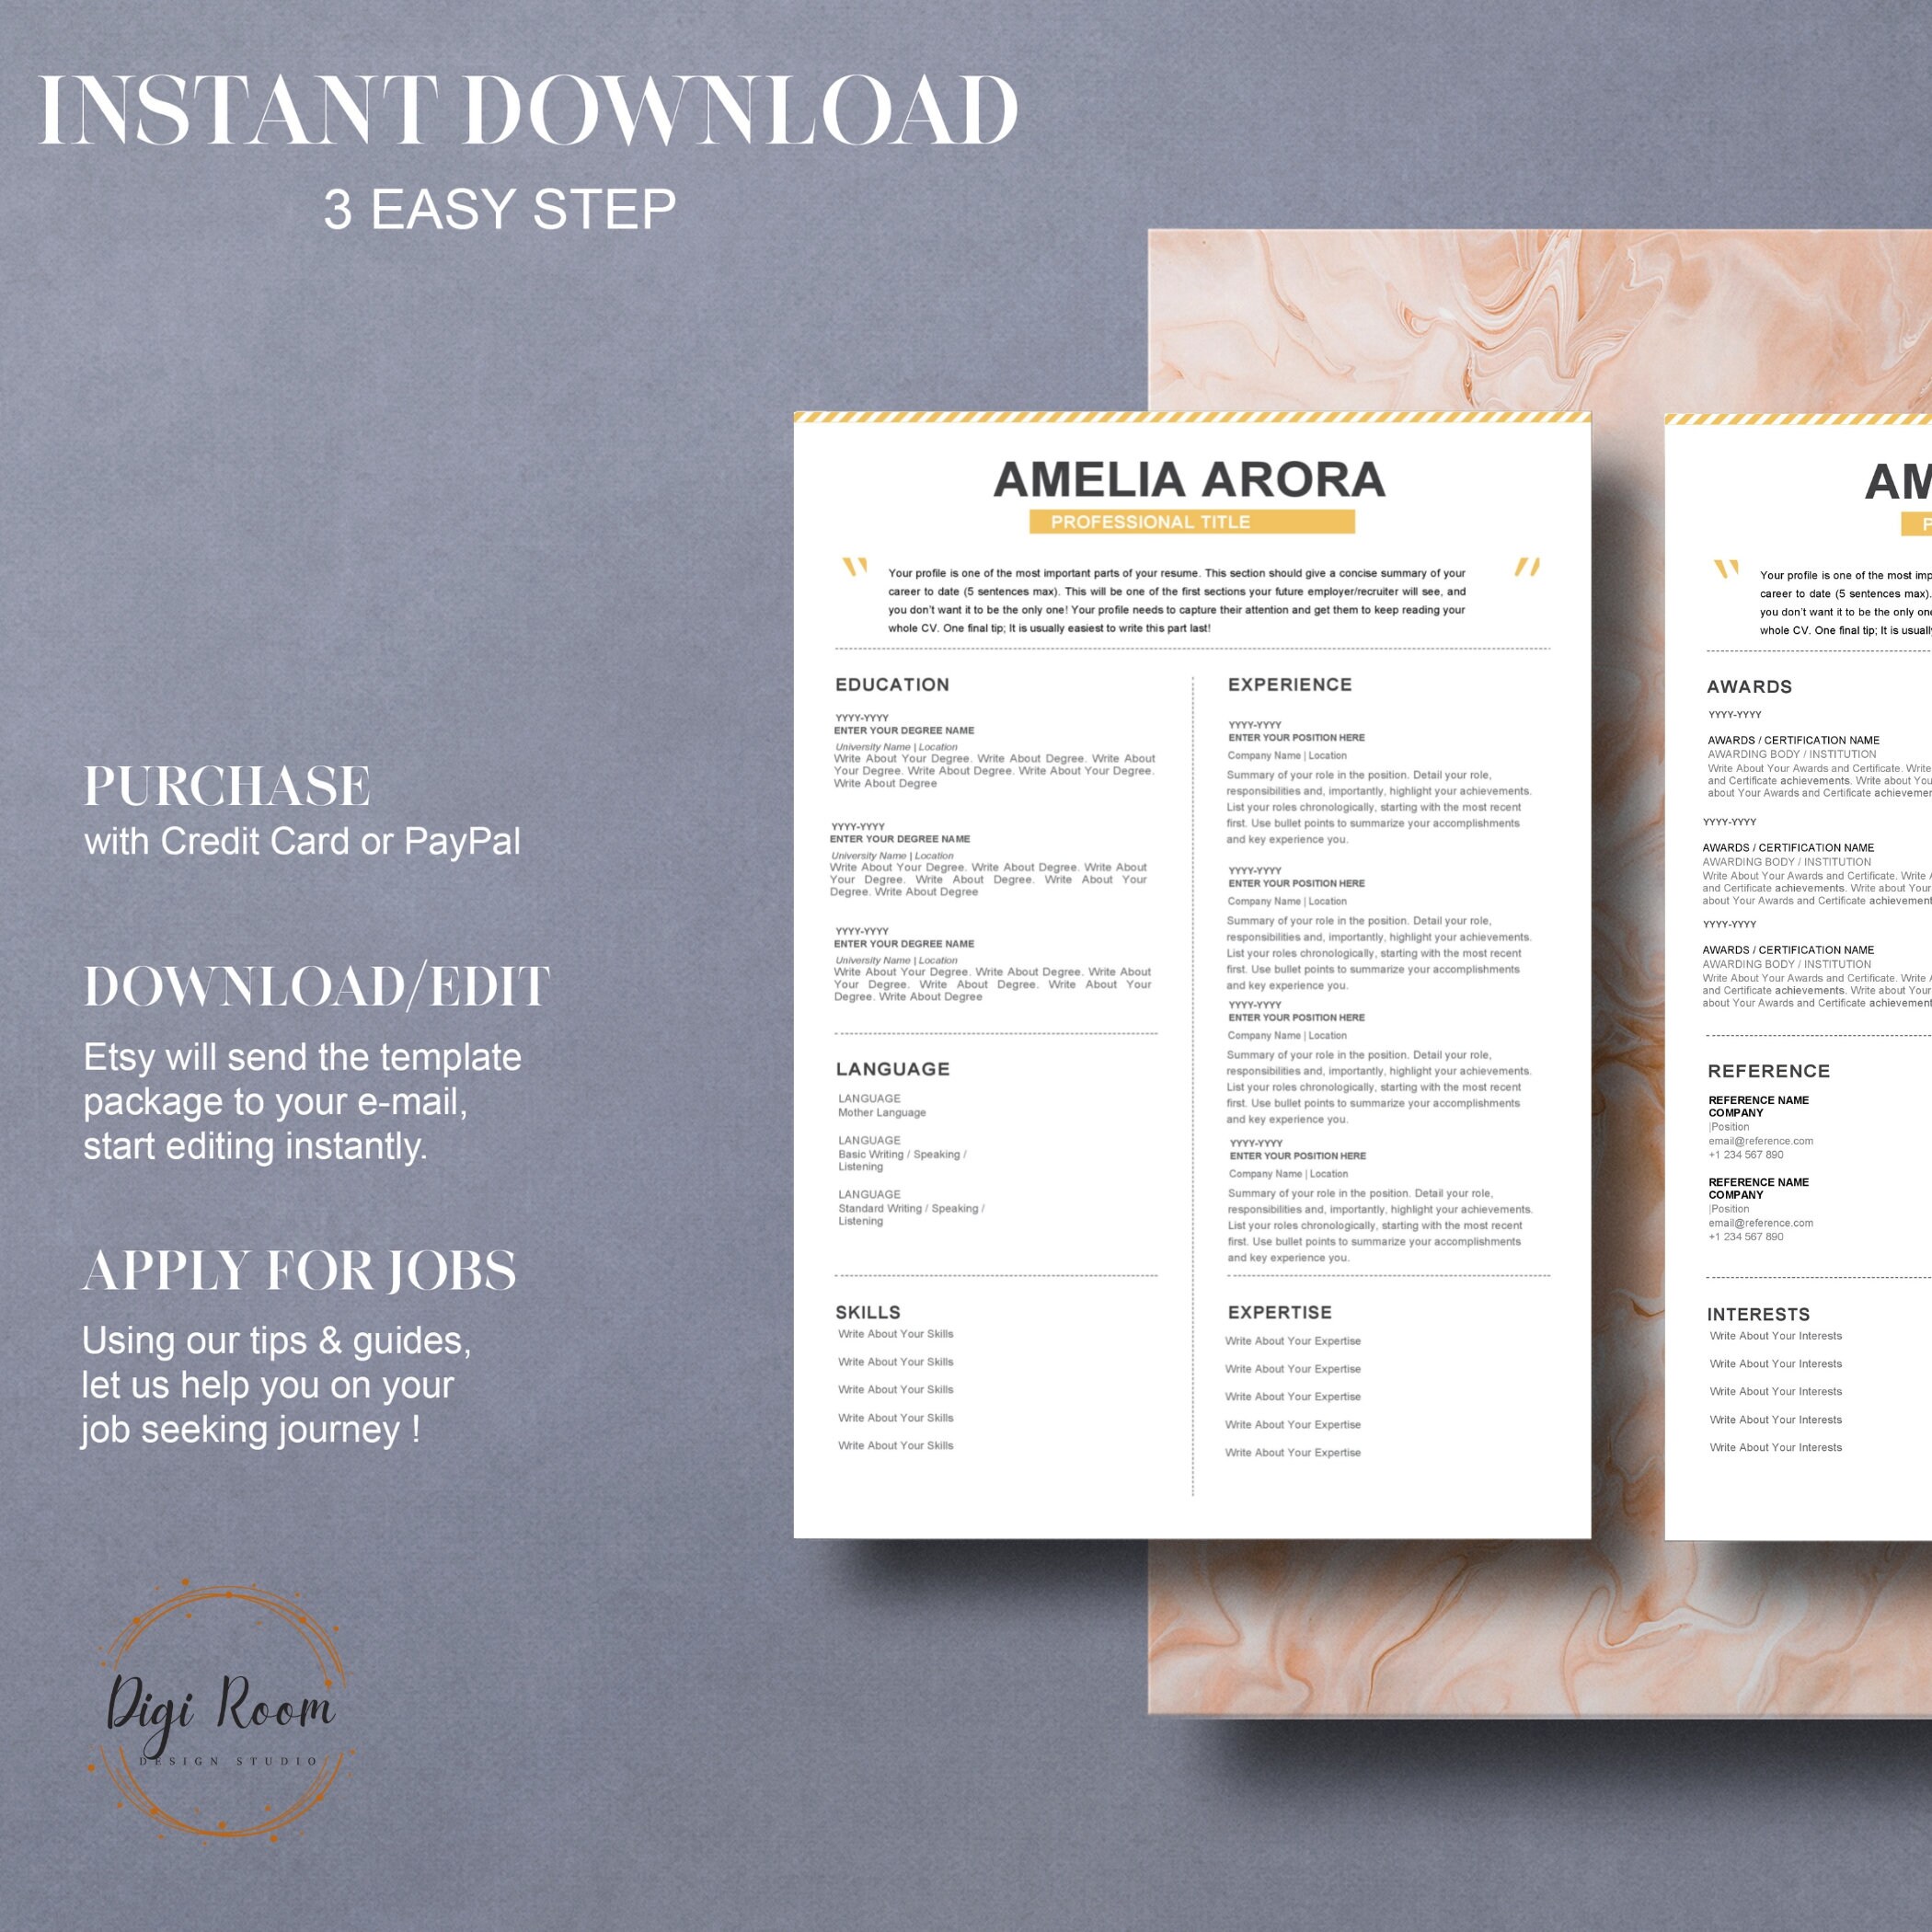 INSTANT DOWNLOAD
3 EASY STEP
PURCHASE
with Credit Card or PayPal
DOWNLOAD/EDIT
Etsy will send the template
package to your e-mail,
start editing instantly.
APPLY FOR JOBS
Using our tips & guides,
let us help you on your
job seeking journey !
Digi Room
DESIGN STUDIO
AMELIA ARORA
PROFESSIONAL TITLE
Your profile is one of the most important parts of your resume. This section should give a concise summary of your
career to date (5 sentences max). This will be one of the first sections your future employer/recruiter will see, and
you don't want it to be the only one! Your profile needs to capture their attention and get them to keep reading your
whole CV. One final tip; It is usually easiest to write this part last!
EDUCATION
YYYY-YYYY
ENTER YOUR DEGREE NAME
University Name | Location
Write About Your Degree. Write About Degree. Write About
Your Degree. Write About Degree. Write About Your Degree.
Write About Degree
YYYY-YYYY
ENTER YOUR DEGREE NAME
University Name | Location
Write About Your Degree. Write About Degree. Write About
Your Degree. Write About Degree. Write About Your
Degree. Write About Degree
YYYY-YYYY
ENTER YOUR DEGREE NAME
University Name | Location
Write About Your Degree. Write About Degree. Write About
Your Degree. Write About Degree. Write About Your
Degree. Write About Degree
LANGUAGE
LANGUAGE
Mother Language
LANGUAGE
Basic Writing / Speaking /
Listening
LANGUAGE
Standard Writing / Speaking /
Listening
SKILLS
Write About Your Skills
Write About Your Skills
Write About Your Skills
Write About Your Skills
Write About Your Skills
EXPERIENCE
YYYY-YYYY
ENTER YOUR POSITION HERE
Company Name | Location
Summary of your role in the position. Detail your role,
responsibilities and, importantly, highlight your achievements.
List your roles chronologically, starting with the most recent
first. Use bullet points to summarize your accomplishments
and key experience you.
YYYY-YYYY
ENTER YOUR POSITION HERE
Company Name | Location
Summary of your role in the position. Detail your role,
responsibilities and, importantly, highlight your achievements.
List your roles chronologically, starting with the most recent
first. Use bullet points to summarize your accomplishments
and key experience you.
YYYY-YYYY
ENTER YOUR POSITION HERE
Company Name | Location
Summary of your role in the position. Detail your role,
responsibilities and, importantly, highlight your achievements.
List your roles chronologically, starting with the most recent
first. Use bullet points to summarize your accomplishments
and key experience you.
YYYY-YYYY
ENTER YOUR POSITION HERE
Company Name | Location
Summary of your role in the position. Detail your role,
responsibilities and, importantly, highlight your achievements.
List your roles chronologically, starting with the most recent
first. Use bullet points to summarize your accomplishments
and key experience you.
EXPERTISE
Write About Your Expertise
Write About Your Expertise
Write About Your Expertise
Write About Your Expertise
Write About Your Expertise
AM
P
Your profile is one of the most imp
career to date (5 sentences max).
you don't want it to be the only one
whole CV. One final tip; It is usuall
AWARDS
YYYY-YYYY
AWARDS / CERTIFICATION NAME
AWARDING BODY / INSTITUTION
Write About Your Awards and Certificate. Write
and Certificate achievements. Write about You
about Your Awards and Certificate achievemen
YYYY-YYYY
AWARDS / CERTIFICATION NAME
AWARDING BODY / INSTITUTION
Write About Your Awards and Certificate. Write A
and Certificate achievements. Write about Your
about Your Awards and Certificate achievement
YYYY-YYYY
AWARDS / CERTIFICATION NAME
AWARDING BODY / INSTITUTION
Write About Your Awards and Certificate. Write A
and Certificate achievements. Write about Your
about Your Awards and Certificate achievement
REFERENCE
REFERENCE NAME
COMPANY
|Position
email@reference.com
+1 234 567 890
REFERENCE NAME
COMPANY
|Position
email@reference.com
+1 234 567 890
INTERESTS
Write About Your Interests
Write About Your Interests
Write About Your Interests
Write About Your Interests
Write About Your Interests